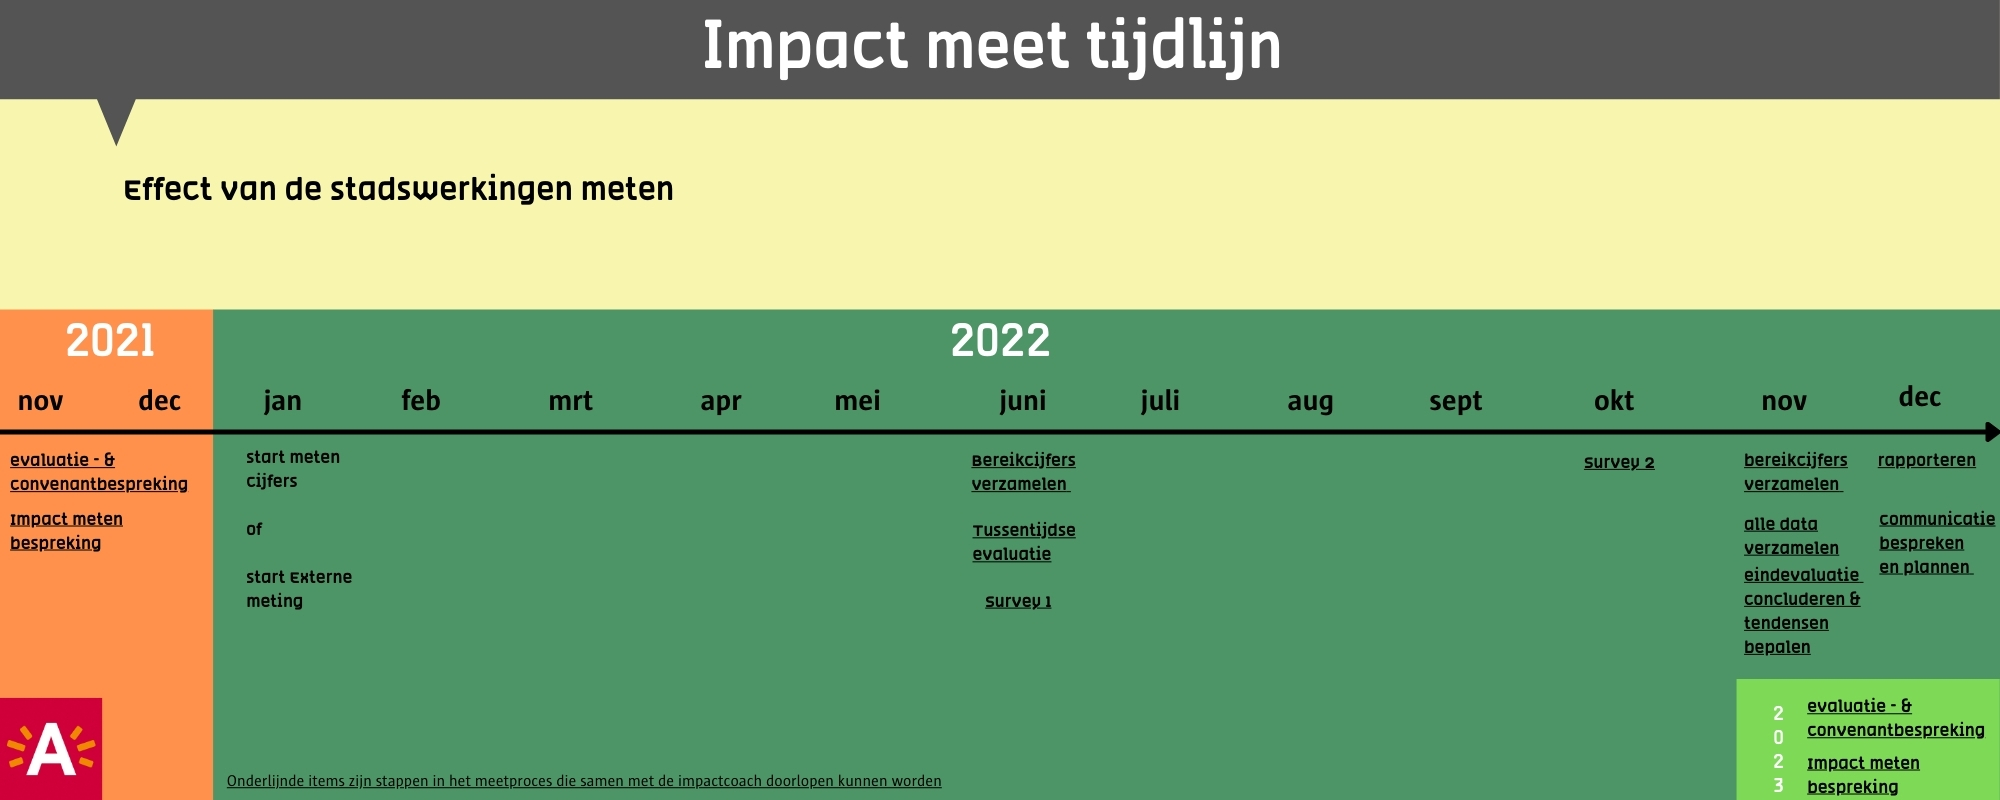 Impact meet tijdlijn
Effect van de stadswerkingen meten
2021
2022
nov dec jan feb mrt apr mei juni juli aug sept okt nov dec
evaluatie - &
convenantbespreking
Impact meten
bespreking
start meten
cijfers
of
start Externe
meting
Bereikcijfers
verzamelen
Tussentijdse
evaluatie
Survey 1
Survey 2
bereikcijfers
verzamelen
alle data
verzamelen
eindevaluatie
concluderen &
tendensen
bepalen
rapporteren
communicatie
bespreken
en plannen
2
0
2
3
evaluatie - &
convenantbespreking
Impact meten
bespreking
A
Onderlijnde items zijn stappen in het meetproces die samen met de impactcoach doorlopen kunnen worden